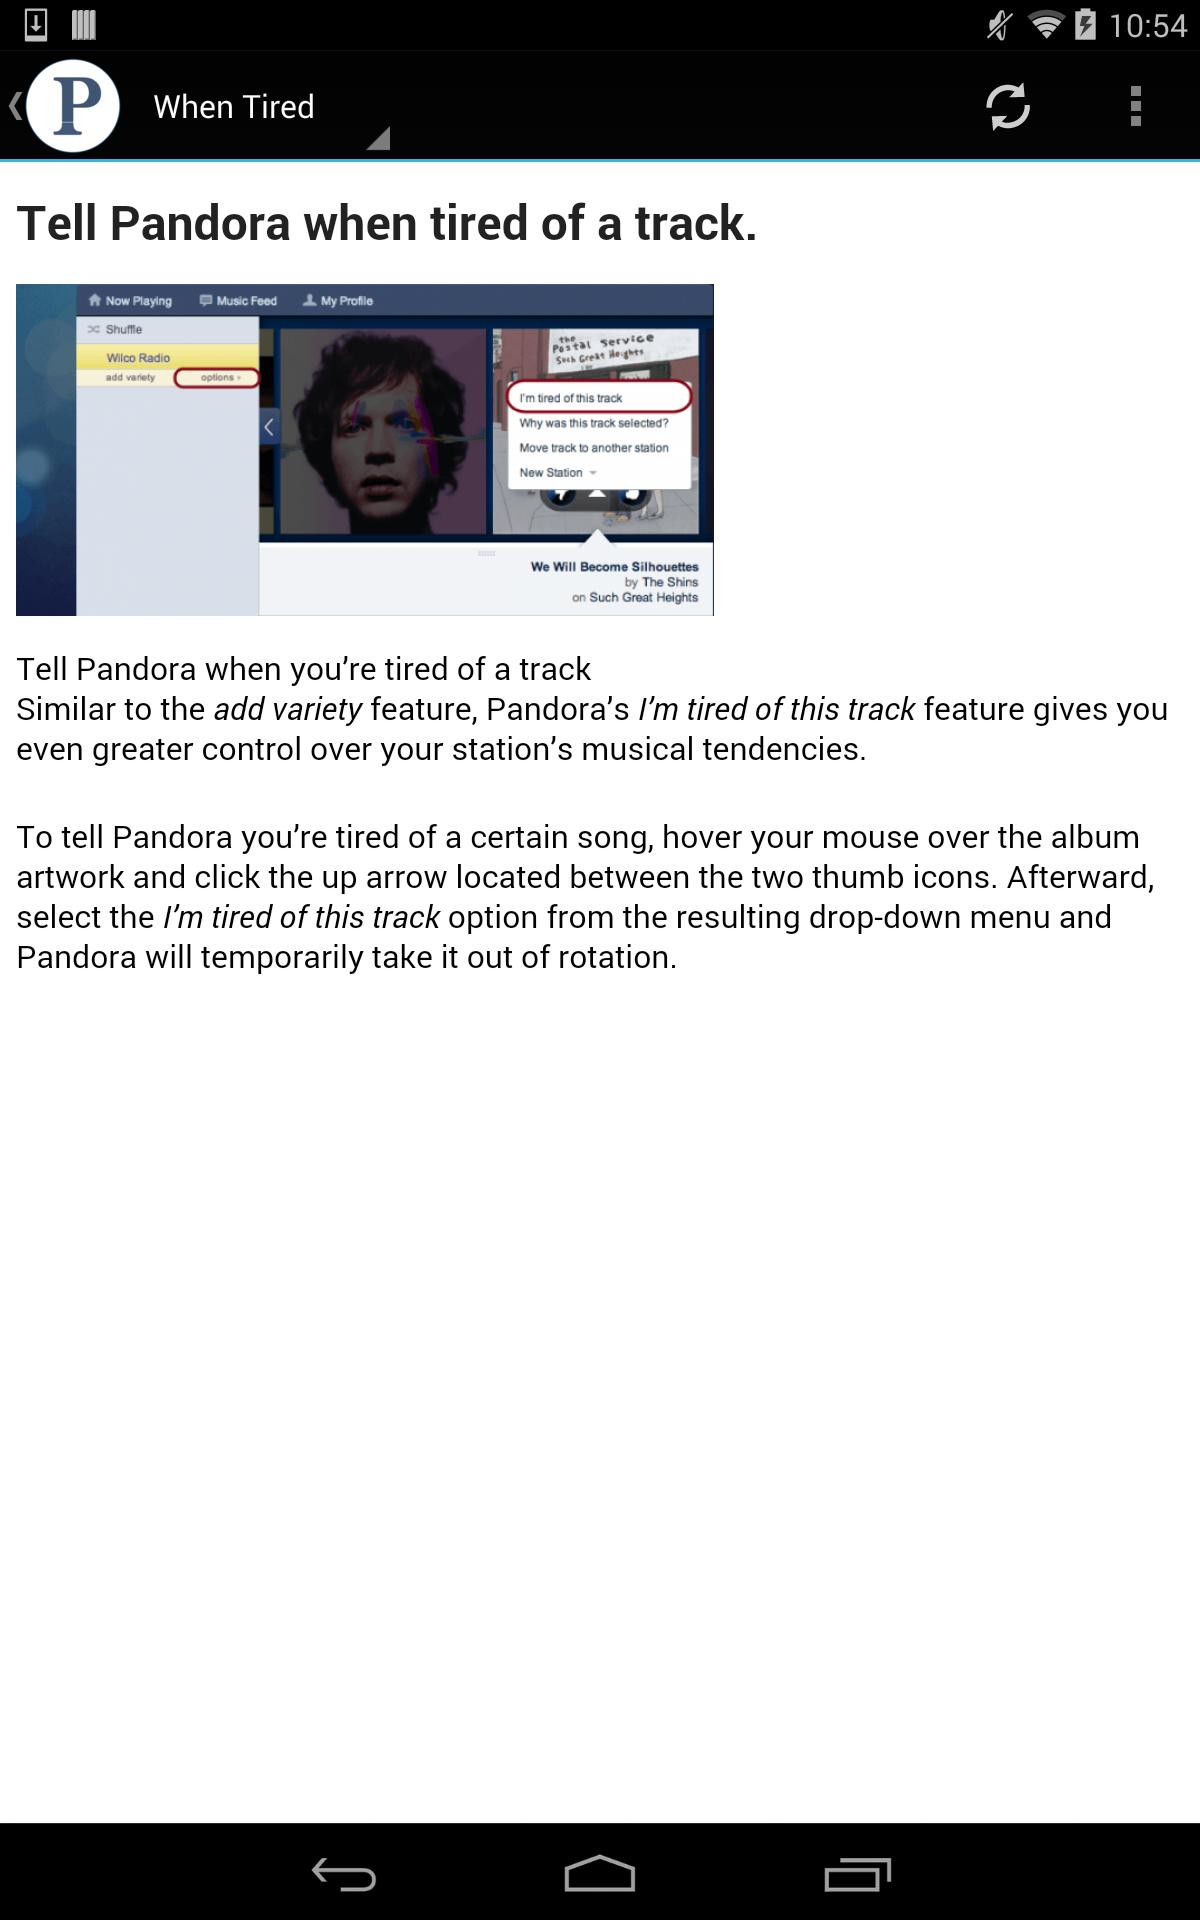 10:54
P
When Tired
Tell Pandora when tired of a track.
Now Playing Music Feed My Profile
Shuffle
Wilco Radio
add variety options
the
Postal Service
Such Great Heights
I'm tired of this track
Why was this track selected?
Move track to another station
New Station
We Will Become Silhouettes
by The Shins
on Such Great Heights
Tell Pandora when you’re tired of a track
Similar to the add variety feature, Pandora’s I’m tired of this track feature gives you
even greater control over your station’s musical tendencies.
To tell Pandora you’re tired of a certain song, hover your mouse over the album
artwork and click the up arrow located between the two thumb icons. Afterward,
select the I’m tired of this track option from the resulting drop-down menu and
Pandora will temporarily take it out of rotation.